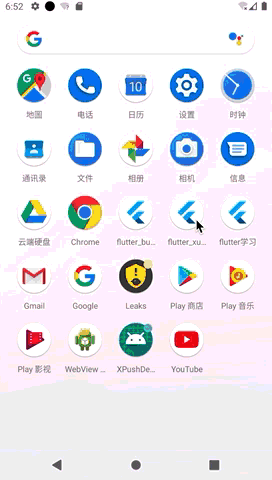 6:52
10
地图 电话 日历 设置 时钟
通讯录 文件 相册 相机 信息
云端硬盘 Chrome flutter_bu... flutter_xu... flutter学习
Gmail Google Leaks Play 商店 Play 音乐
Play 影视 WebView ... XPushDe... YouTube